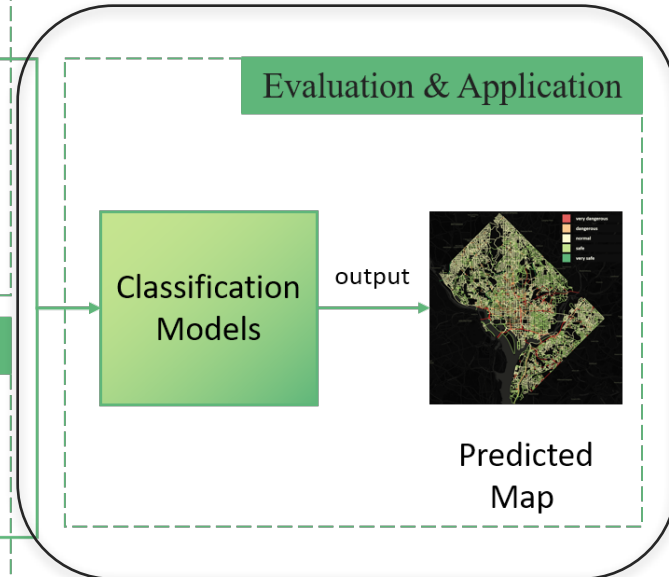 Evaluation & Application
Classification
Models
output
very dangerous
dangerous
normal
safe
very safe
Predicted
Map